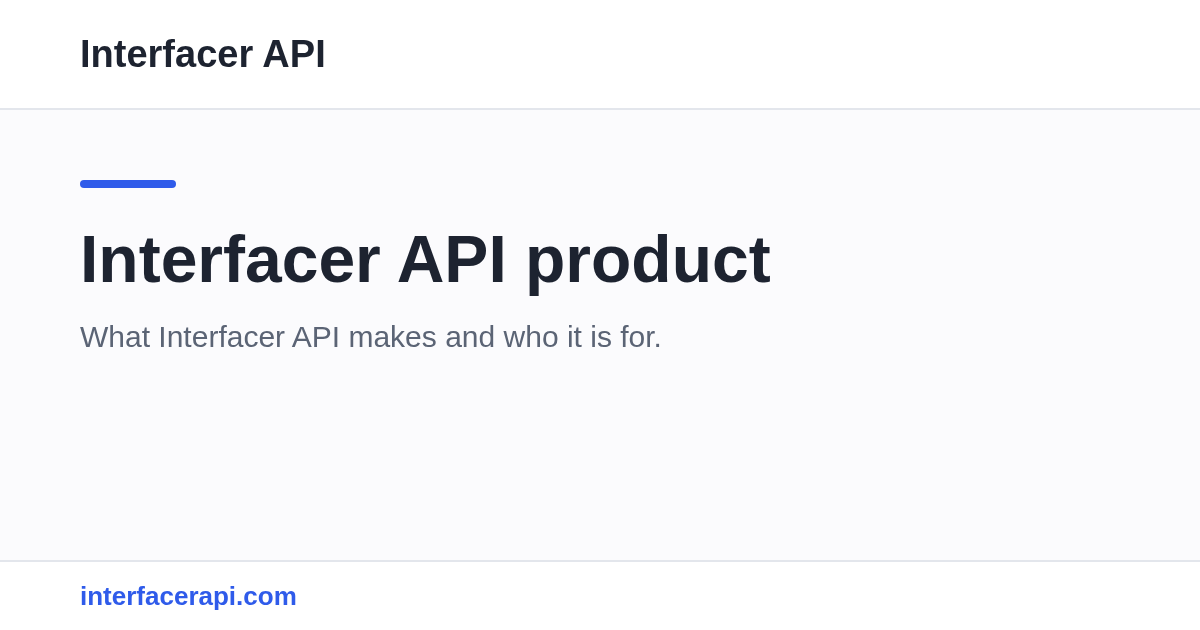 Interfacer API
Interfacer API product
What Interfacer API makes and who it is for.
interfacerapi.com